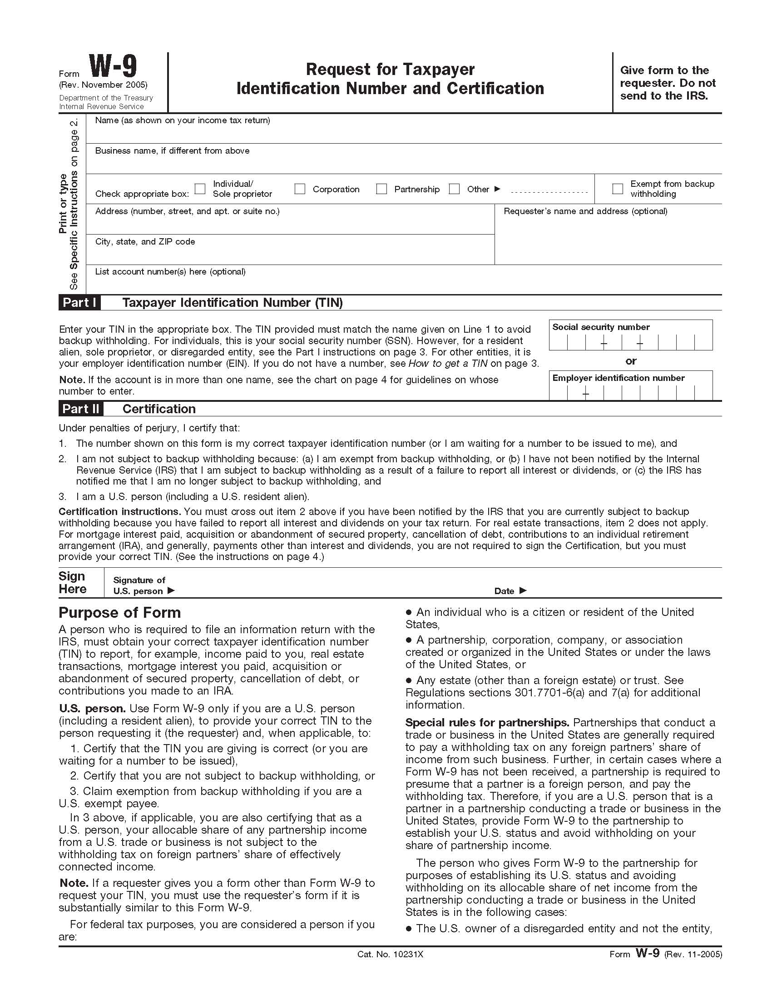 Form W-9
(Rev. November 2005)
Department of the Treasury
Internal Revenue Service
Request for Taxpayer
Identification Number and Certification
Give form to the
requester. Do not
send to the IRS.
Print or type
See Specific Instructions on page 2.
Name (as shown on your income tax return)
Business name, if different from above
Check appropriate box:
Individual/
Sole proprietor
Corporation
Partnership
Other ►
Exempt from backup
withholding
Address (number, street, and apt. or suite no.)
Requester’s name and address (optional)
City, state, and ZIP code
List account number(s) here (optional)
Part I Taxpayer Identification Number (TIN)
Enter your TIN in the appropriate box. The TIN provided must match the name given on Line 1 to avoid
backup withholding. For individuals, this is your social security number (SSN). However, for a resident
alien, sole proprietor, or disregarded entity, see the Part I instructions on page 3. For other entities, it is
your employer identification number (EIN). If you do not have a number, see How to get a TIN on page 3.
Note. If the account is in more than one name, see the chart on page 4 for guidelines on whose
number to enter.
Social security number
or
Employer identification number
Part II Certification
Under penalties of perjury, I certify that:
1. The number shown on this form is my correct taxpayer identification number (or I am waiting for a number to be issued to me), and
2. I am not subject to backup withholding because: (a) I am exempt from backup withholding, or (b) I have not been notified by the Internal
Revenue Service (IRS) that I am subject to backup withholding as a result of a failure to report all interest or dividends, or (c) the IRS has
notified me that I am no longer subject to backup withholding, and
3. I am a U.S. person (including a U.S. resident alien).
Certification instructions. You must cross out item 2 above if you have been notified by the IRS that you are currently subject to backup
withholding because you have failed to report all interest and dividends on your tax return. For real estate transactions, item 2 does not apply.
For mortgage interest paid, acquisition or abandonment of secured property, cancellation of debt, contributions to an individual retirement
arrangement (IRA), and generally, payments other than interest and dividends, you are not required to sign the Certification, but you must
provide your correct TIN. (See the instructions on page 4.)
Sign
Here
Signature of
U.S. person ►
Date ►
Purpose of Form
A person who is required to file an information return with the
IRS, must obtain your correct taxpayer identification number
(TIN) to report, for example, income paid to you, real estate
transactions, mortgage interest you paid, acquisition or
abandonment of secured property, cancellation of debt, or
contributions you made to an IRA.
U.S. person. Use Form W-9 only if you are a U.S. person
(including a resident alien), to provide your correct TIN to the
person requesting it (the requester) and, when applicable, to:
1. Certify that the TIN you are giving is correct (or you are
waiting for a number to be issued),
2. Certify that you are not subject to backup withholding, or
3. Claim exemption from backup withholding if you are a
U.S. exempt payee.
In 3 above, if applicable, you are also certifying that as a
U.S. person, your allocable share of any partnership income
from a U.S. trade or business is not subject to the
withholding tax on foreign partners’ share of effectively
connected income.
Note. If a requester gives you a form other than Form W-9 to
request your TIN, you must use the requester’s form if it is
substantially similar to this Form W-9.
For federal tax purposes, you are considered a person if you
are:
● An individual who is a citizen or resident of the United
States,
● A partnership, corporation, company, or association
created or organized in the United States or under the laws
of the United States, or
● Any estate (other than a foreign estate) or trust. See
Regulations sections 301.7701-6(a) and 7(a) for additional
information.
Special rules for partnerships. Partnerships that conduct a
trade or business in the United States are generally required
to pay a withholding tax on any foreign partners’ share of
income from such business. Further, in certain cases where a
Form W-9 has not been received, a partnership is required to
presume that a partner is a foreign person, and pay the
withholding tax. Therefore, if you are a U.S. person that is a
partner in a partnership conducting a trade or business in the
United States, provide Form W-9 to the partnership to
establish your U.S. status and avoid withholding on your
share of partnership income.
The person who gives Form W-9 to the partnership for
purposes of establishing its U.S. status and avoiding
withholding on its allocable share of net income from the
partnership conducting a trade or business in the United
States is in the following cases:
● The U.S. owner of a disregarded entity and not the entity,
Cat. No. 10231X
Form W-9 (Rev. 11-2005)